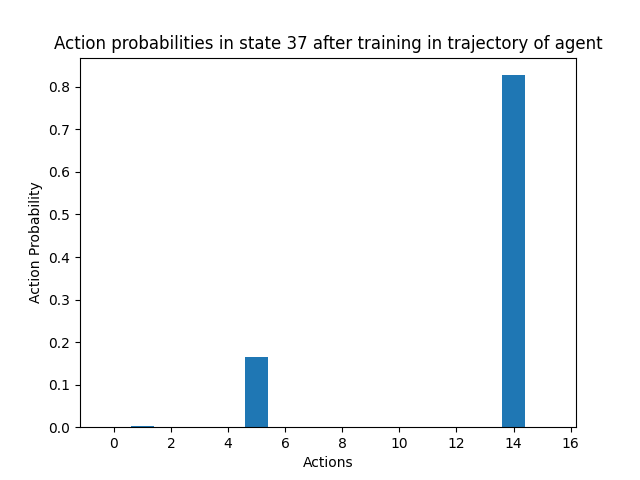 Action probabilities in state 37 after training in trajectory of agent
0.8
0.7
0.6
0.5
0.4
0.3
0.2
0.1
0.0
Action Probability
0 2 4 6 8 10 12 14 16
Actions